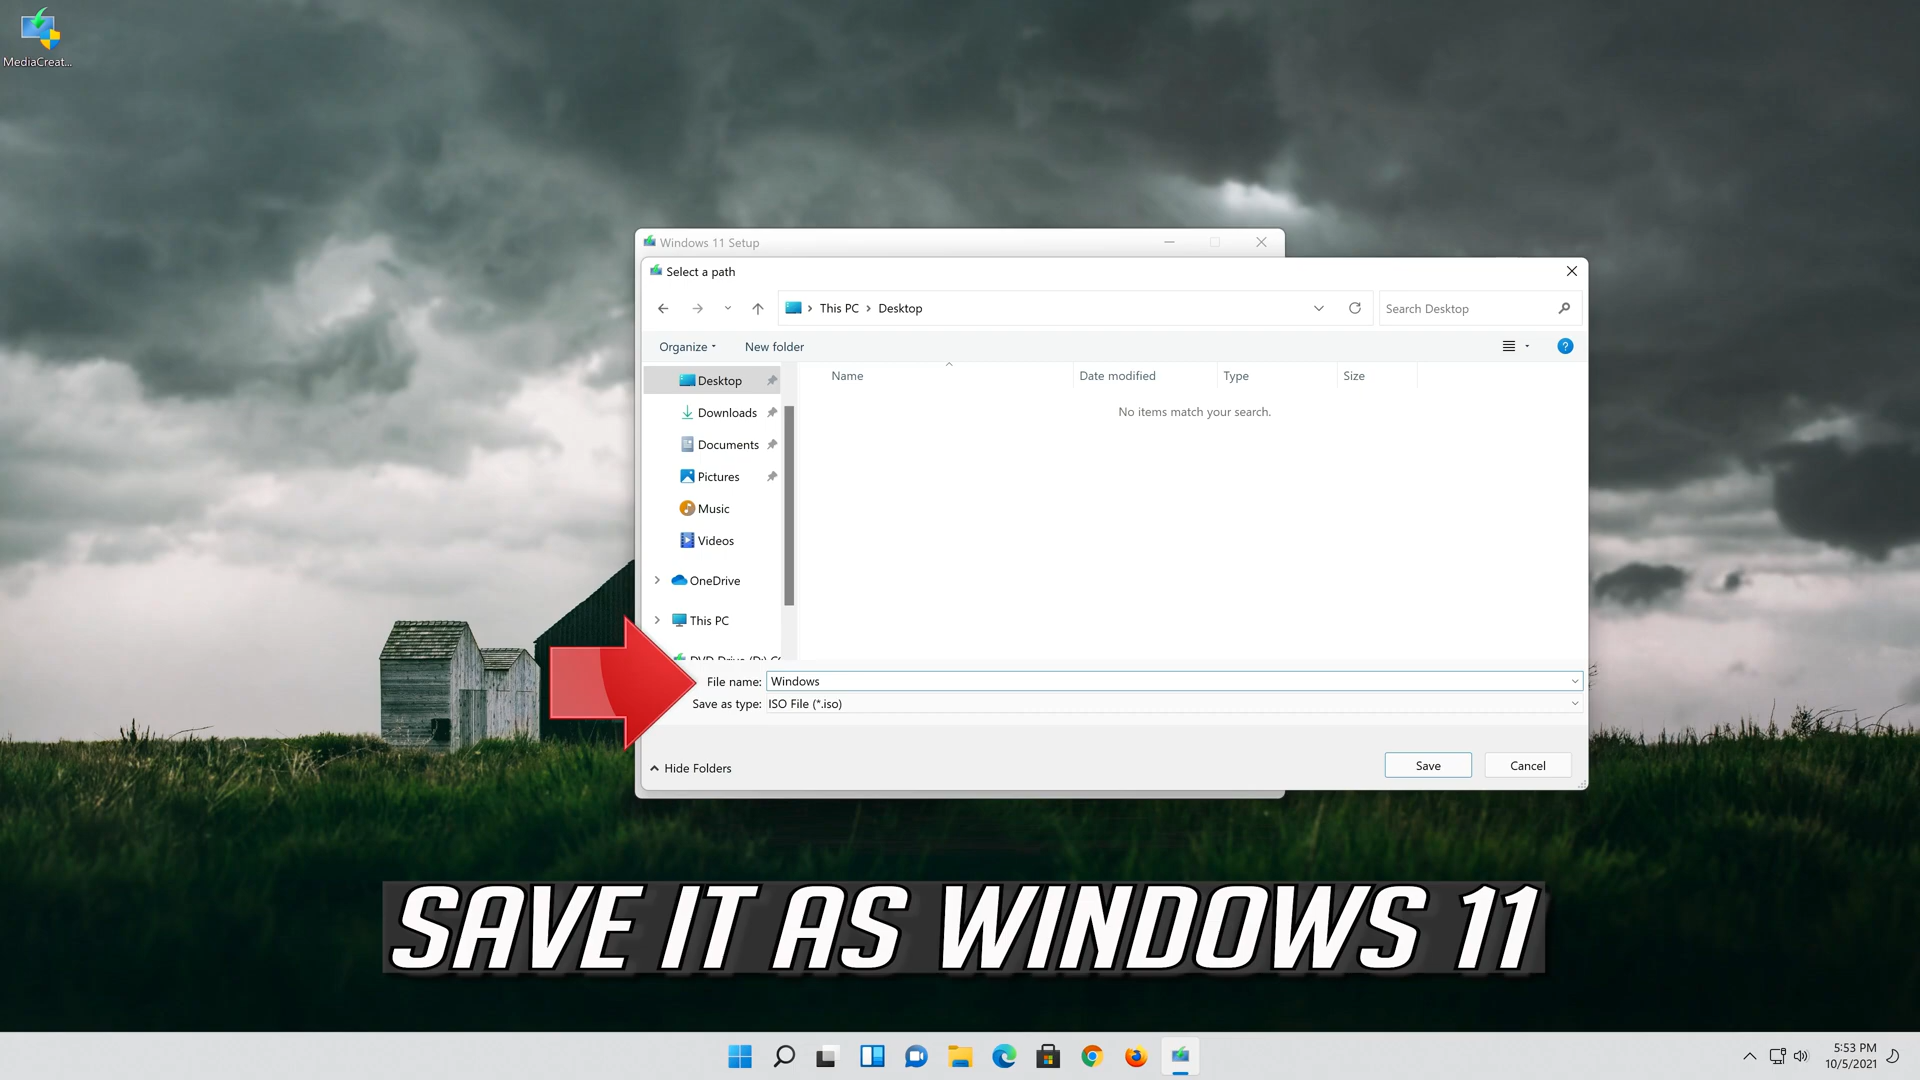 MediaCreat...
Windows 11 Setup
Select a path
This PC > Desktop
Search Desktop
Organize
New folder
Name
Date modified
Type
Size
No items match your search.
Desktop
Downloads
Documents
Pictures
Music
Videos
OneDrive
This PC
File name: Windows
Save as type: ISO File (*.iso)
Hide Folders
Save
Cancel
SAVE IT AS WINDOWS 11
5:53 PM
10/5/2021